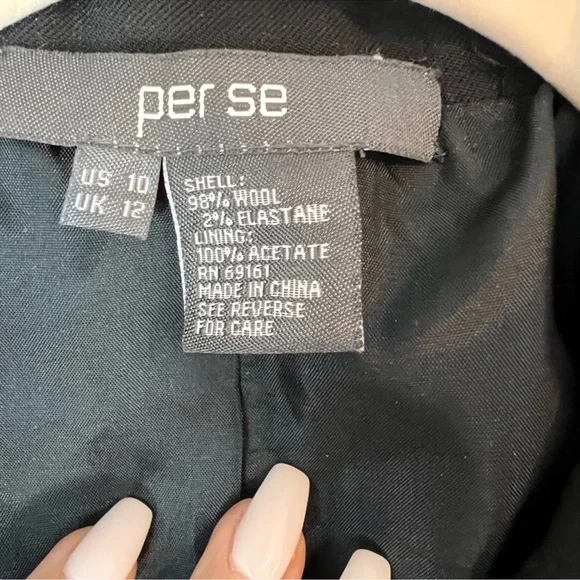 per se
US 10
UK 12
SHELL:
98% WOOL
2% ELASTANE
LINING:
100% ACETATE
RN 69161
MADE IN CHINA
SEE REVERSE
FOR CARE